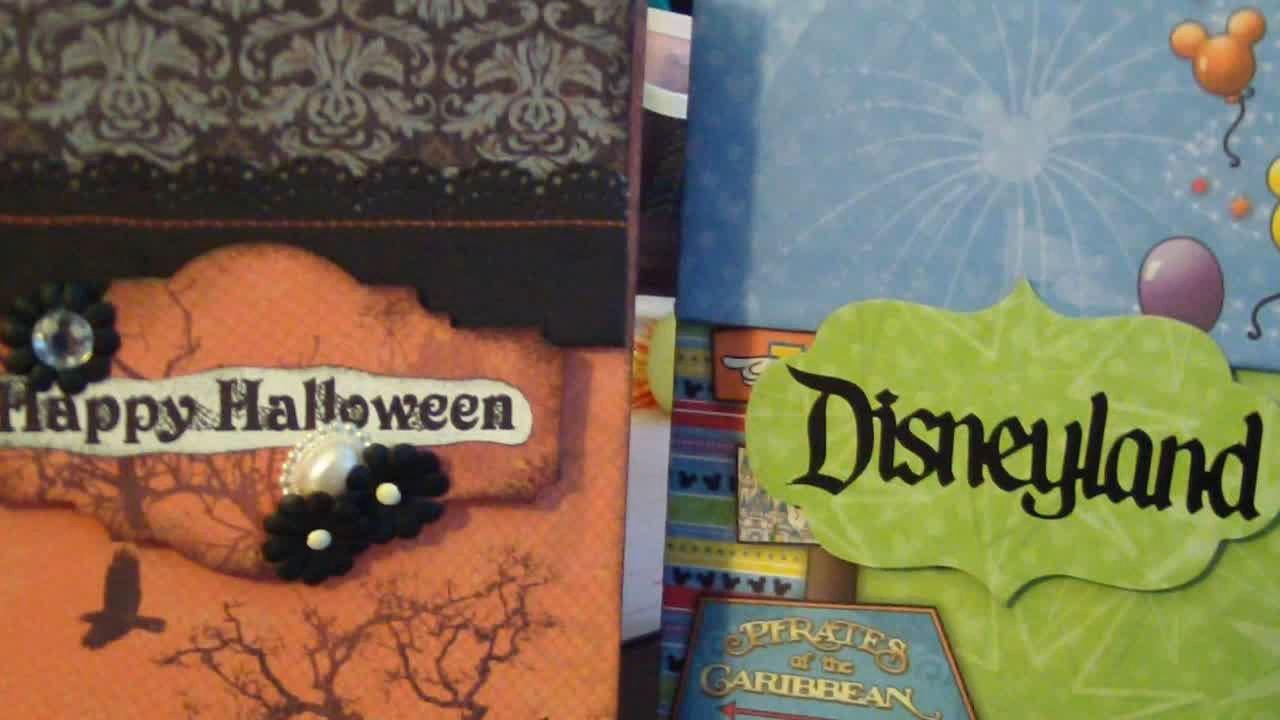 Happy Halloween
Disneyland
PIRATES
of the
CARIBBEAN